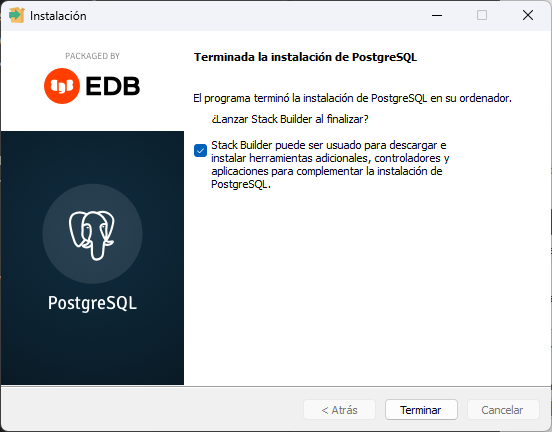 Instalación
PACKAGED BY
EDB
PostgreSQL
Terminada la instalación de PostgreSQL
El programa terminó la instalación de PostgreSQL en su ordenador.
¿Lanzar Stack Builder al finalizar?
Stack Builder puede ser usado para descargar e
instalar herramientas adicionales, controladores y
aplicaciones para complementar la instalación de
PostgreSQL.
< Atrás
Terminar
Cancelar